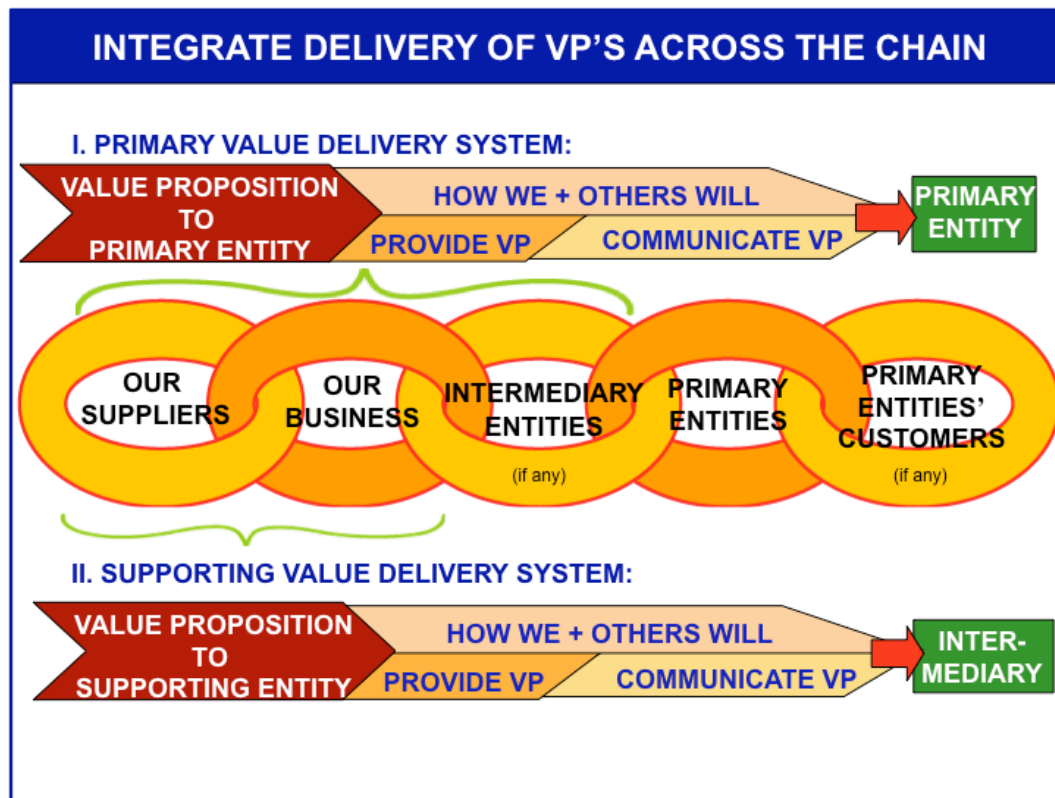 INTEGRATE DELIVERY OF VP'S ACROSS THE CHAIN
I. PRIMARY VALUE DELIVERY SYSTEM:
VALUE PROPOSITION
TO
PRIMARY ENTITY
HOW WE + OTHERS WILL
PROVIDE VP
COMMUNICATE VP
PRIMARY
ENTITY
OUR
SUPPLIERS
OUR
BUSINESS
INTERMEDIARY
ENTITIES
(if any)
PRIMARY
ENTITIES
PRIMARY
ENTITIES’
CUSTOMERS
(if any)
II. SUPPORTING VALUE DELIVERY SYSTEM:
VALUE PROPOSITION
TO
SUPPORTING ENTITY
HOW WE + OTHERS WILL
PROVIDE VP
COMMUNICATE VP
INTER-
MEDIARY